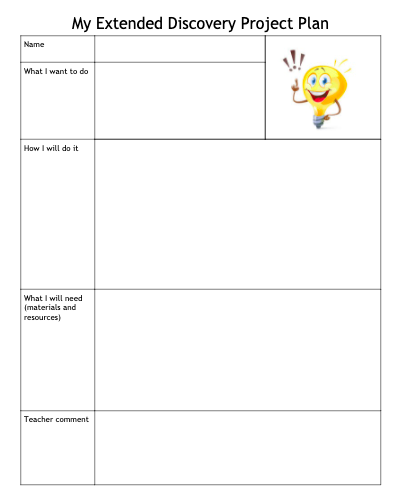 My Extended Discovery Project Plan
Name
What I want to do
!!!
How I will do it
What I will need
(materials and
resources)
Teacher comment